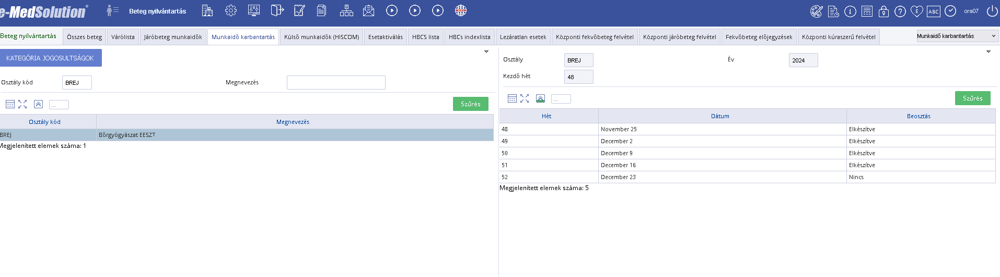 e-MedSolution©
Beteg nyilvántartás
E
ABC
ora07
Beteg nyilvántartás
Összes beteg
Várólista
Járóbeteg munkaidők
Munkaidő karbantartás
Külső munkaidők (HISCOM)
Esetaktiválás
HBCS lista
HBCs indexlista
Lezáratlan esetek
Központi fekvőbeteg felvétel
Központi járóbeteg felvétel
Fekvőbeteg előjegyzések
Központi kúraszerű felvétel
Munkaidő karbantartás
KATEGÓRIA JOGOSULTSÁGOK
Osztály kód BREJ Megnevezés
... Szűrés
Osztály kód Megnevezés
BREJ Bőrgyógyászat EESZT
Megjelenített elemek száma: 1
Osztály BREJ Év 2024
Kezdő hét 48
... Szűrés
Hét Dátum Beosztás
48 November 25 Elkészítve
49 December 2 Elkészítve
50 December 9 Elkészítve
51 December 16 Elkészítve
52 December 23 Nincs
Megjelenített elemek száma: 5